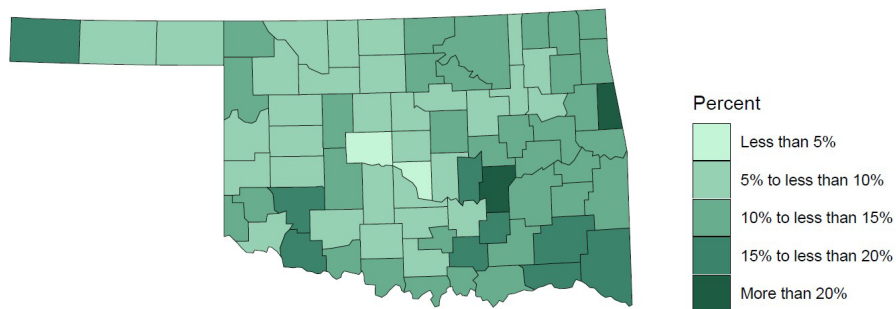 Percent
Less than 5%
5% to less than 10%
10% to less than 15%
15% to less than 20%
More than 20%